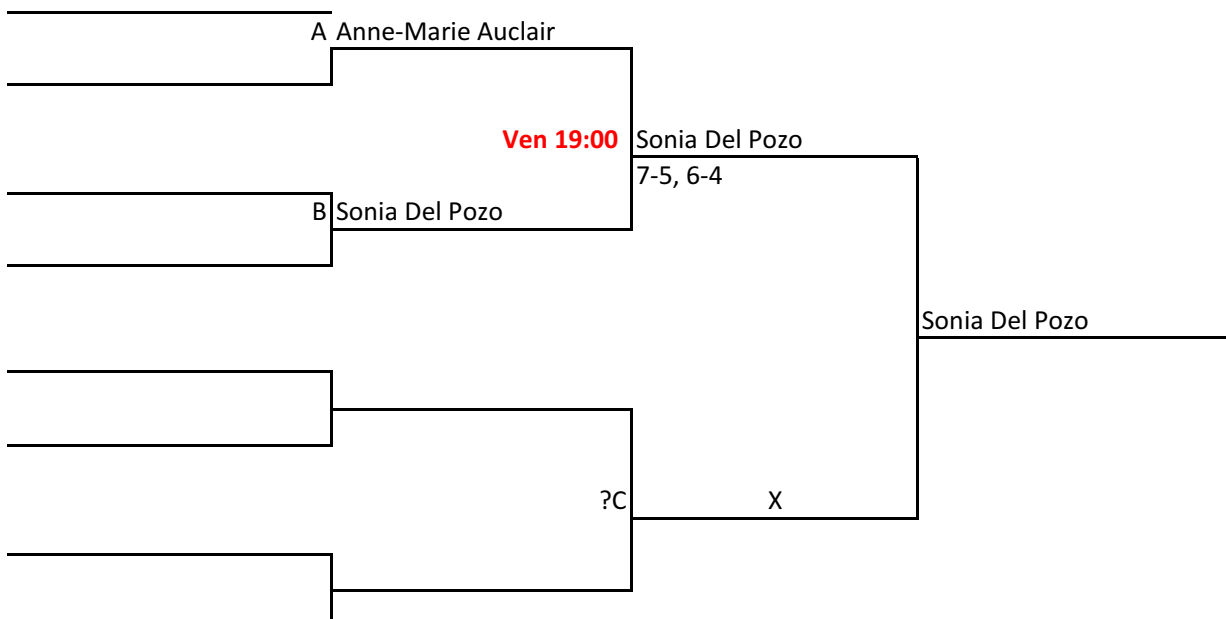 A Anne-Marie Auclair
Ven 19:00 Sonia Del Pozo
7-5, 6-4
B Sonia Del Pozo
Sonia Del Pozo
?C X